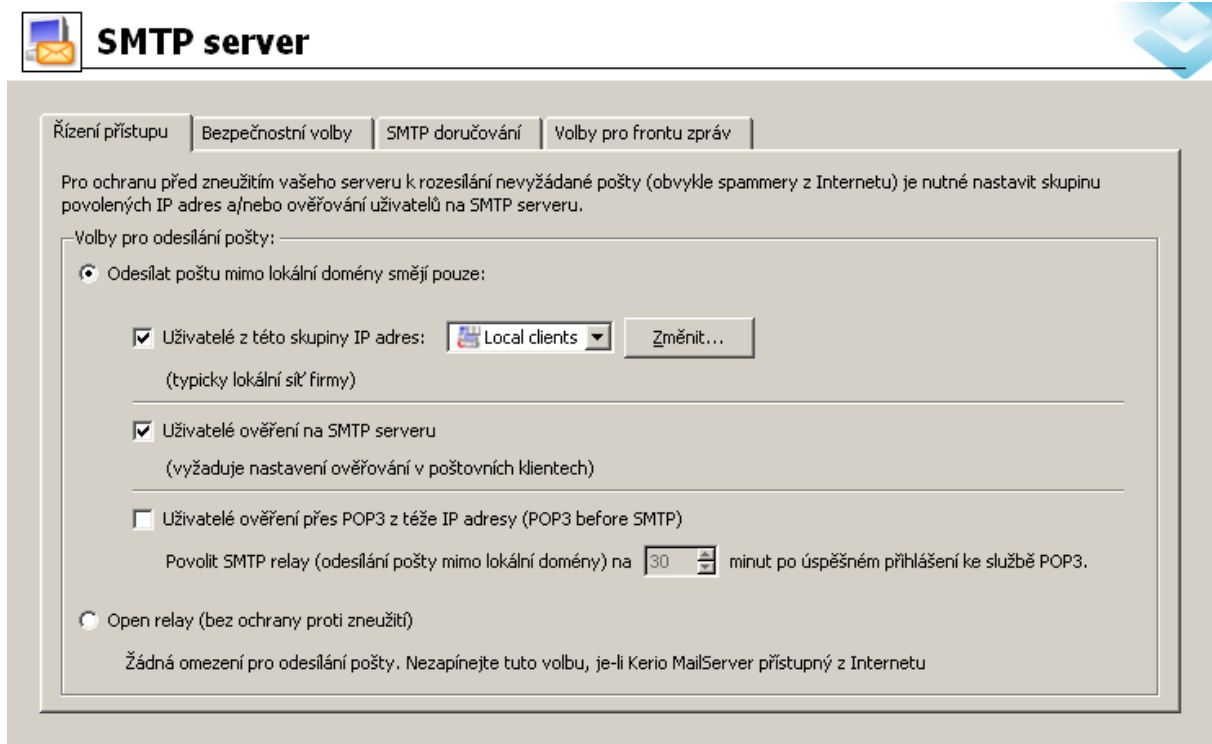 SMTP server
Řízení přístupu
Bezpečnostní volby
SMTP doručování
Volby pro frontu zpráv
Pro ochranu před zneužitím vašeho serveru k rozesílání nevyžádané pošty (obvykle spammery z Internetu) je nutné nastavit skupinu
povolených IP adres a/nebo ověřování uživatelů na SMTP serveru.
Volby pro odesílání pošty:
Odesílat poštu mimo lokální domény smějí pouze:
Uživatelé z této skupiny IP adres:
Local clients
Změnit...
(typicky lokální síť firmy)
Uživatelé ověření na SMTP serveru
(vyžaduje nastavení ověřování v poštovních klientech)
Uživatelé ověření přes POP3 z téže IP adresy (POP3 before SMTP)
Povolit SMTP relay (odesílání pošty mimo lokální domény) na 30 minut po úspěšném přihlášení ke službě POP3.
Open relay (bez ochrany proti zneužití)
Žádná omezení pro odesílání pošty. Nezapínejte tuto volbu, je-li Kerio MailServer přístupný z Internetu